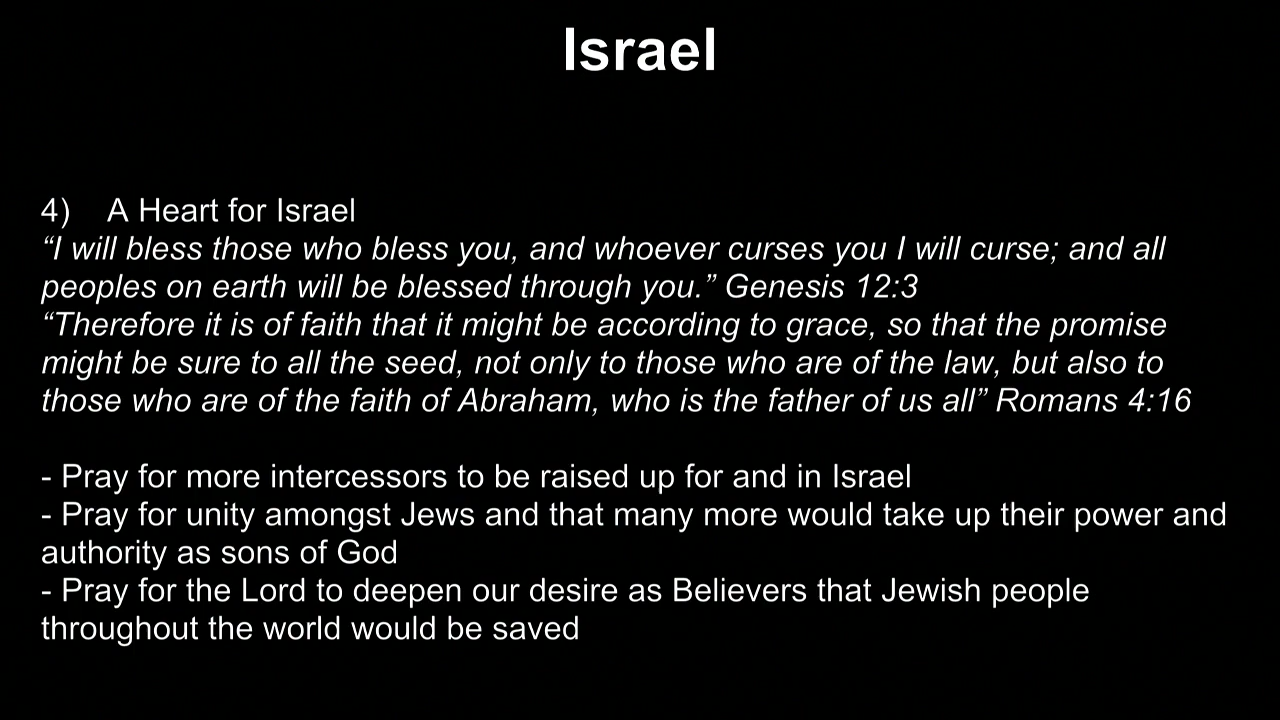 Israel
4) A Heart for Israel
“I will bless those who bless you, and whoever curses you I will curse; and all
peoples on earth will be blessed through you.” Genesis 12:3
“Therefore it is of faith that it might be according to grace, so that the promise
might be sure to all the seed, not only to those who are of the law, but also to
those who are of the faith of Abraham, who is the father of us all” Romans 4:16
- Pray for more intercessors to be raised up for and in Israel
- Pray for unity amongst Jews and that many more would take up their power and
authority as sons of God
- Pray for the Lord to deepen our desire as Believers that Jewish people
throughout the world would be saved